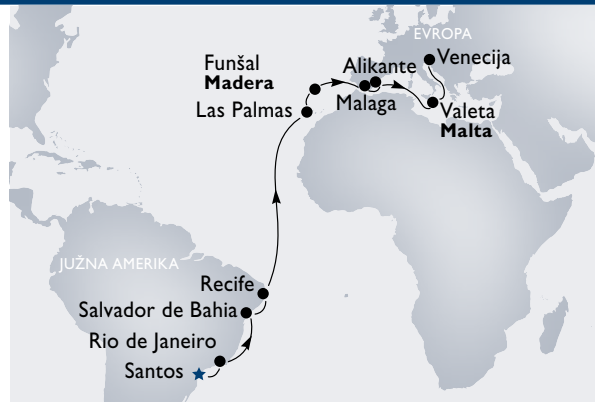 EVROPA
Venecija
Alikante
Funšal
Madera
Malaga
Las Palmas
Valeta
Malta
JUŽNA AMERIKA
Recife
Salvador de Bahia
Rio de Janeiro
Santos